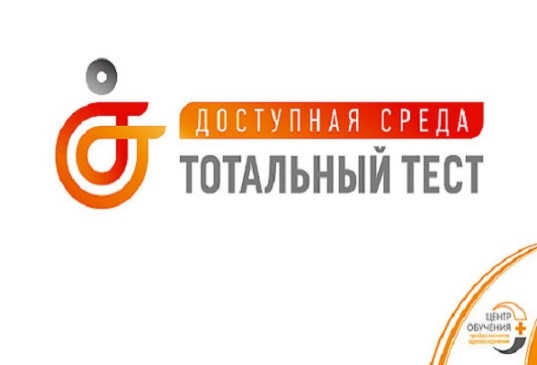 ДОСТУПНАЯ СРЕДА
ТОТАЛЬНЫЙ ТЕСТ
ЦЕНТР
ОБУЧЕНИЯ